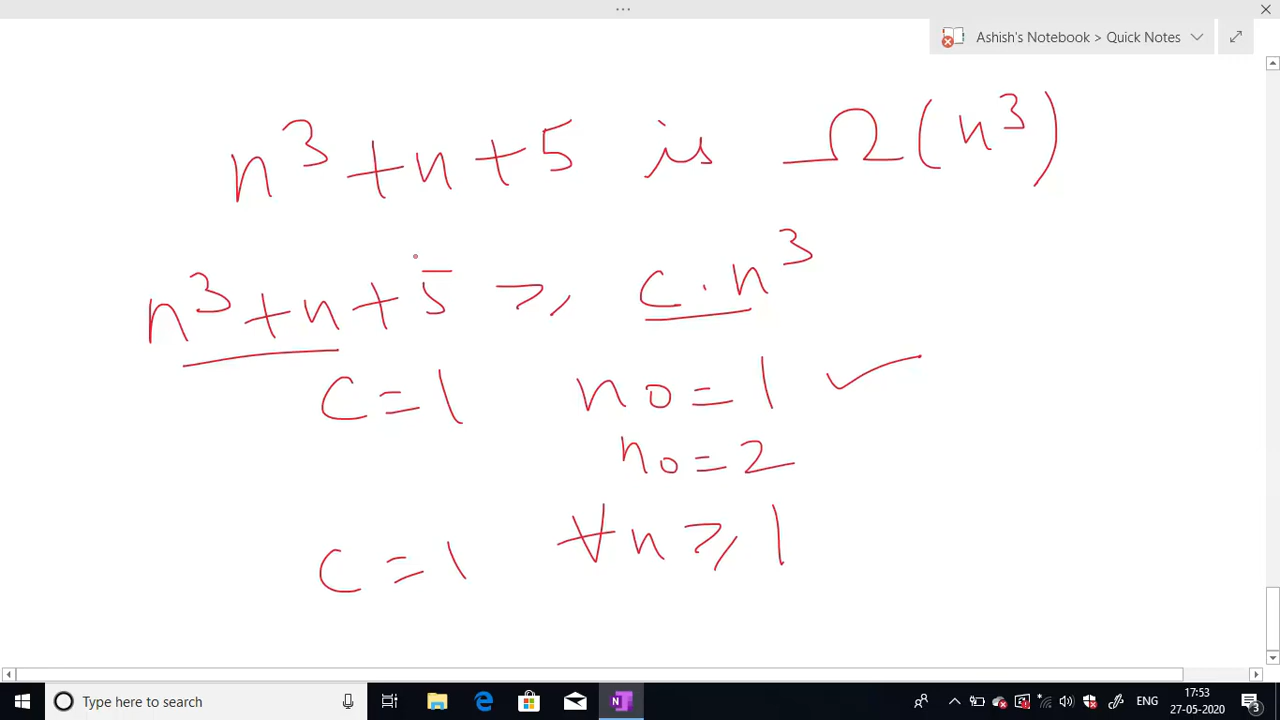 Ashish's Notebook > Quick Notes
n³+n+5 is Ω(n³)
n³+n+5 ≥ c.n³
C=1 n0=1 ✓
n0=2
C=1 ∀n≥1
Type here to search
ENG
17:53
27-05-2020
3